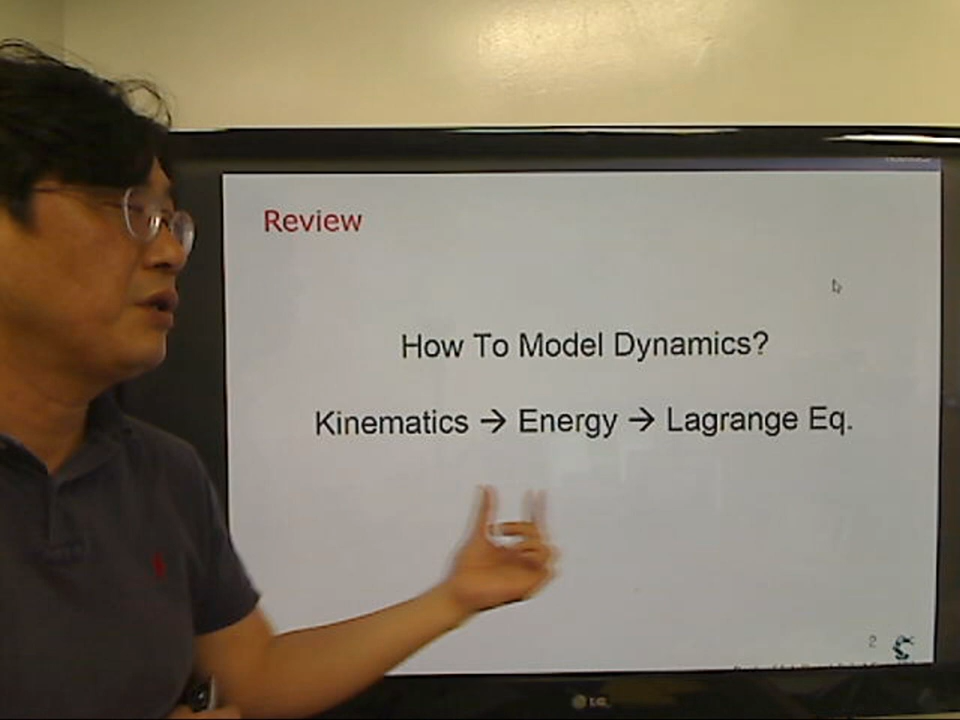 Review
How To Model Dynamics?
Kinematics → Energy → Lagrange Eq.
2
LG